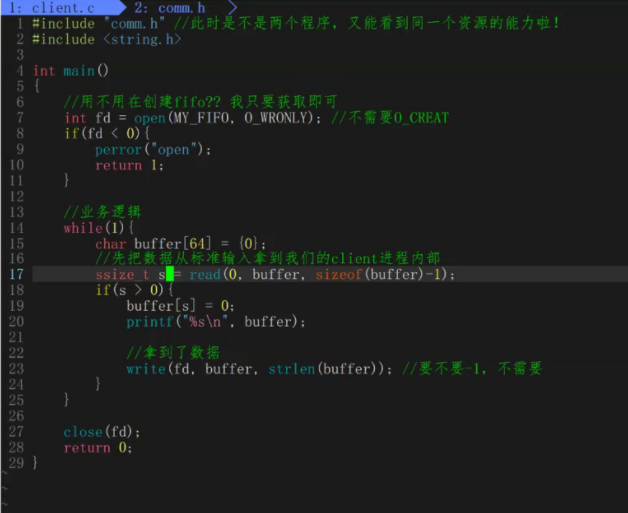 1: client.c  2: comm.h
1 #include "comm.h" //此时是不是两个程序，又能看到同一个资源的能力啦！
2 #include <string.h>
3
4 int main()
5 {
6     //用不用在创建fifo?? 我只要获取即可
7     int fd = open(MY_FIFO, O_WRONLY); //不需要O_CREAT
8     if(fd < 0){
9         perror("open");
10         return 1;
11     }
12
13     //业务逻辑
14     while(1){
15         char buffer[64] = {0};
16         //先把数据从标准输入拿到我们的client进程内部
17         ssize_t s = read(0, buffer, sizeof(buffer)-1);
18         if(s > 0){
19             buffer[s] = 0;
20             printf("%s\n", buffer);
21
22             //拿到了数据
23             write(fd, buffer, strlen(buffer)); //要不要-1，不需要
24         }
25     }
26
27     close(fd);
28     return 0;
29 }
~
~
~